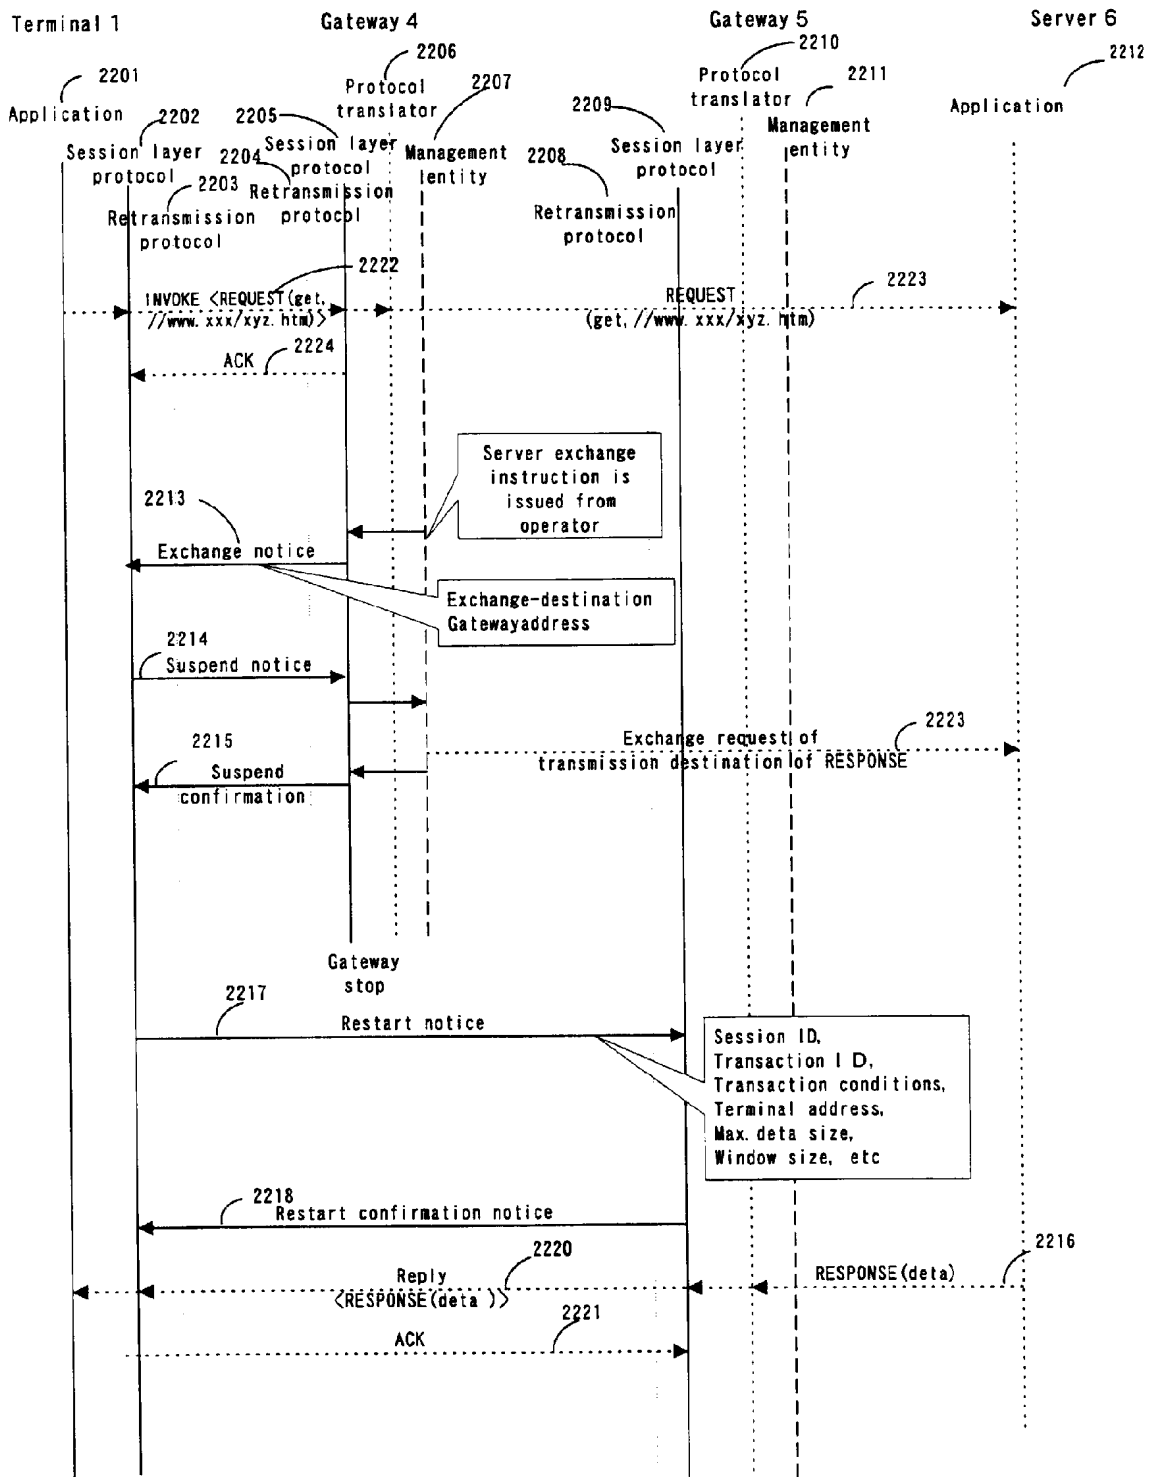 Terminal 1
Gateway 4
Gateway 5
Server 6
2201
Application
2202
Session layer
protocol
2203
Retransmission
protocol
2205
Session layer
protocol
2204
Retransmission
protocol
2206
Protocol
translator
2207
Management
entity
2208
Retransmission
protocol
2209
Session layer
protocol
2210
Protocol
translator
2211
Management
entity
2212
Application
2222
INVOKE <REQUEST(get,
//www.xxx/xyz.htm)>
2223
REQUEST
(get,//www.xxx/xyz.htm)
2224
ACK
Server exchange
instruction is
issued from
operator
2213
Exchange notice
Exchange-destination
Gatewayaddress
2214
Suspend notice
2223
Exchange request of
transmission destination of RESPONSE
2215
Suspend
confirmation
Gateway
stop
2217
Restart notice
Session ID,
Transaction ID,
Transaction conditions,
Terminal address,
Max. deta size,
Window size, etc
2218
Restart confirmation notice
2216
RESPONSE(deta)
2220
Reply
<RESPONSE(deta )>
2221
ACK